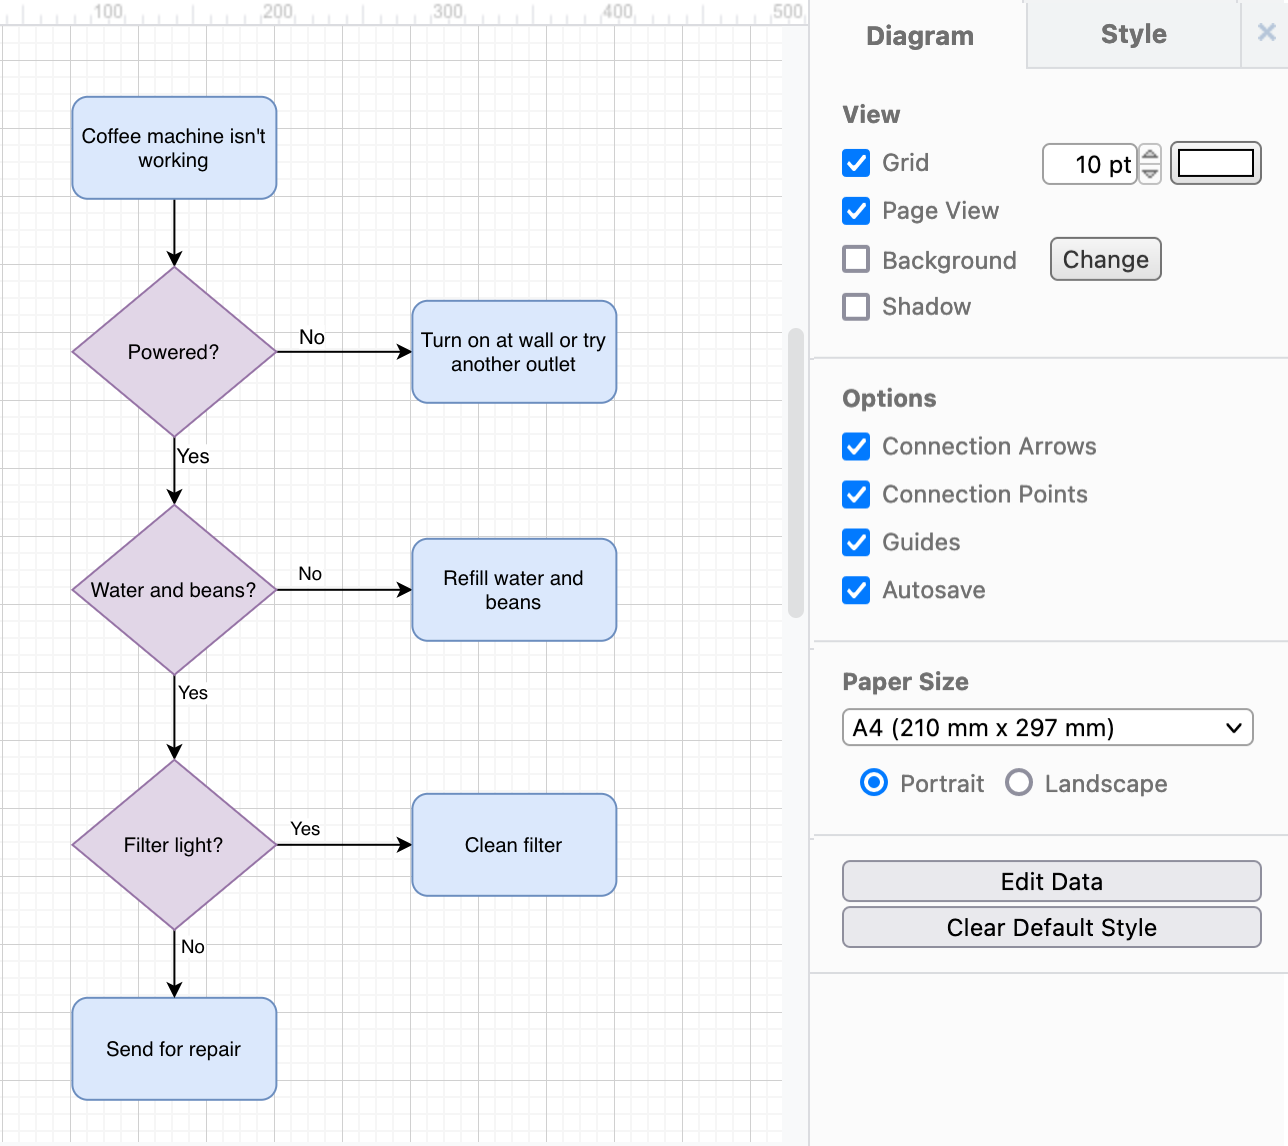 100
200
300
400
500
Coffee machine isn't
working
Powered?
No
Turn on at wall or try
another outlet
Yes
Water and beans?
No
Refill water and
beans
Yes
Filter light?
Yes
Clean filter
No
Send for repair
Diagram
Style
View
Grid
10 pt
Page View
Background
Change
Shadow
Options
Connection Arrows
Connection Points
Guides
Autosave
Paper Size
A4 (210 mm x 297 mm)
Portrait
Landscape
Edit Data
Clear Default Style